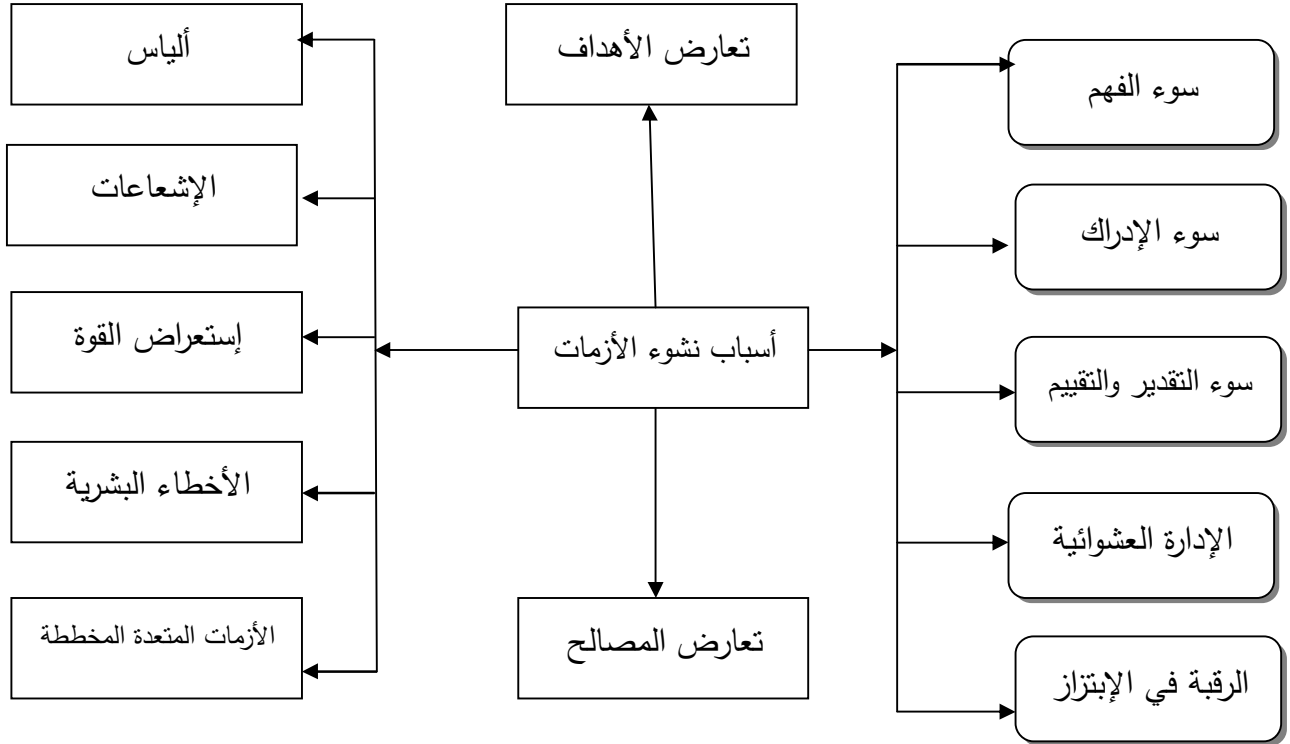 تعارض الأهداف
سوء الفهم
سوء الإدراك
سوء التقدير والتقييم
الإدارة العشوائية
الرقبة في الإبتزاز
أسباب نشوء الأزمات
تعارض المصالح
ألياس
الإشعاعات
إستعراض القوة
الأخطاء البشرية
الأزمات المتعدة المخططة